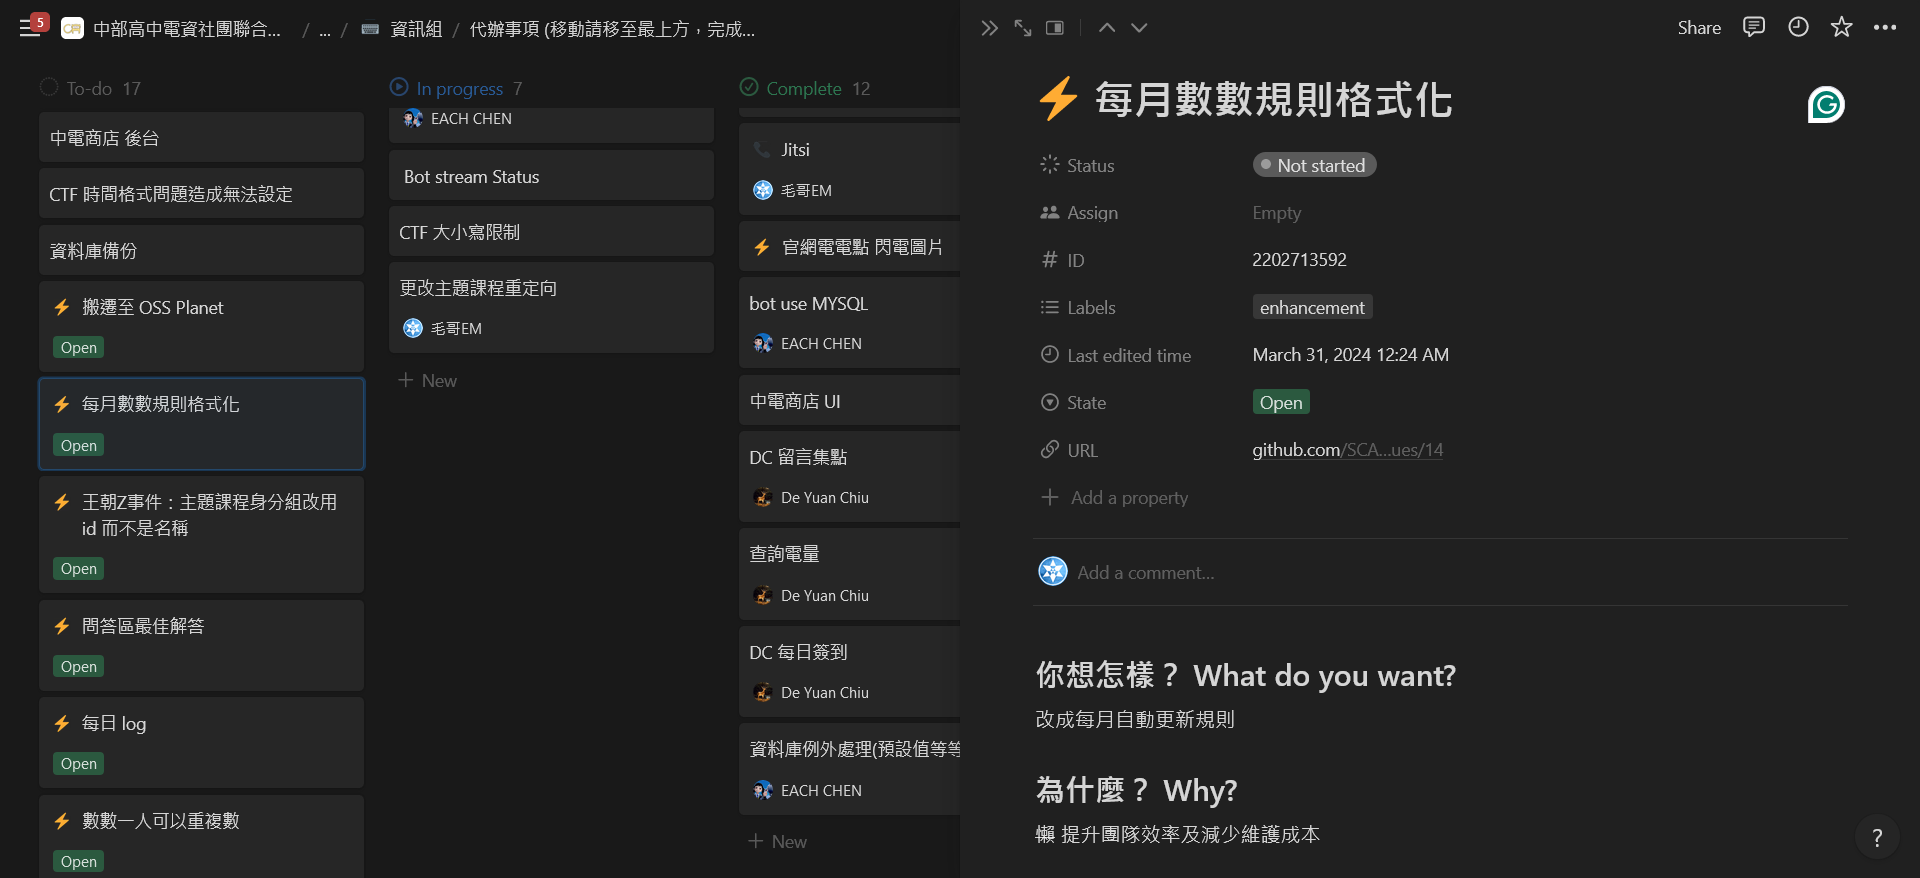 5
中部高中電資社團聯合... / ... / 資訊組 / 代辦事項 (移動請移至最上方，完成...
To-do 17
中電商店 後台
CTF 時間格式問題造成無法設定
資料庫備份
搬遷至 OSS Planet
Open
每月數數規則格式化
Open
王朝Z事件：主題課程身分組改用
id 而不是名稱
Open
問答區最佳解答
Open
每日 log
Open
數數一人可以重複數
Open
In progress 7
EACH CHEN
Bot stream Status
CTF 大小寫限制
更改主題課程重定向
毛哥EM
New
Complete 12
Jitsi
毛哥EM
官網電電點 閃電圖片
bot use MYSQL
EACH CHEN
中電商店 UI
DC 留言集點
De Yuan Chiu
查詢電量
De Yuan Chiu
DC 每日簽到
De Yuan Chiu
資料庫例外處理(預設值等等
EACH CHEN
New
Share
每月數數規則格式化
Status Not started
Assign Empty
ID 2202713592
Labels enhancement
Last edited time March 31, 2024 12:24 AM
State Open
URL github.com/SCA...ues/14
Add a property
Add a comment...
你想怎樣？ What do you want?
改成每月自動更新規則
為什麼？ Why?
懶 提升團隊效率及減少維護成本
?